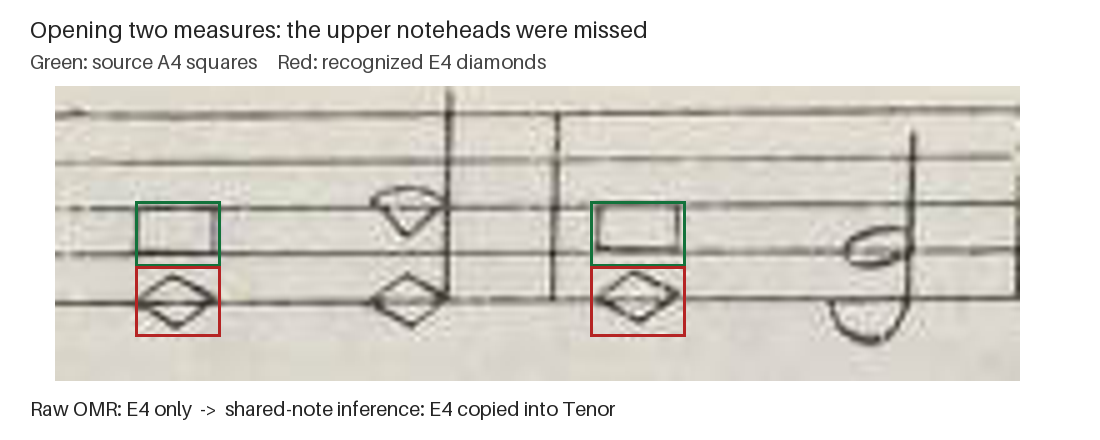 Opening two measures: the upper noteheads were missed
Green: source A4 squares Red: recognized E4 diamonds
Raw OMR: E4 only -> shared-note inference: E4 copied into Tenor